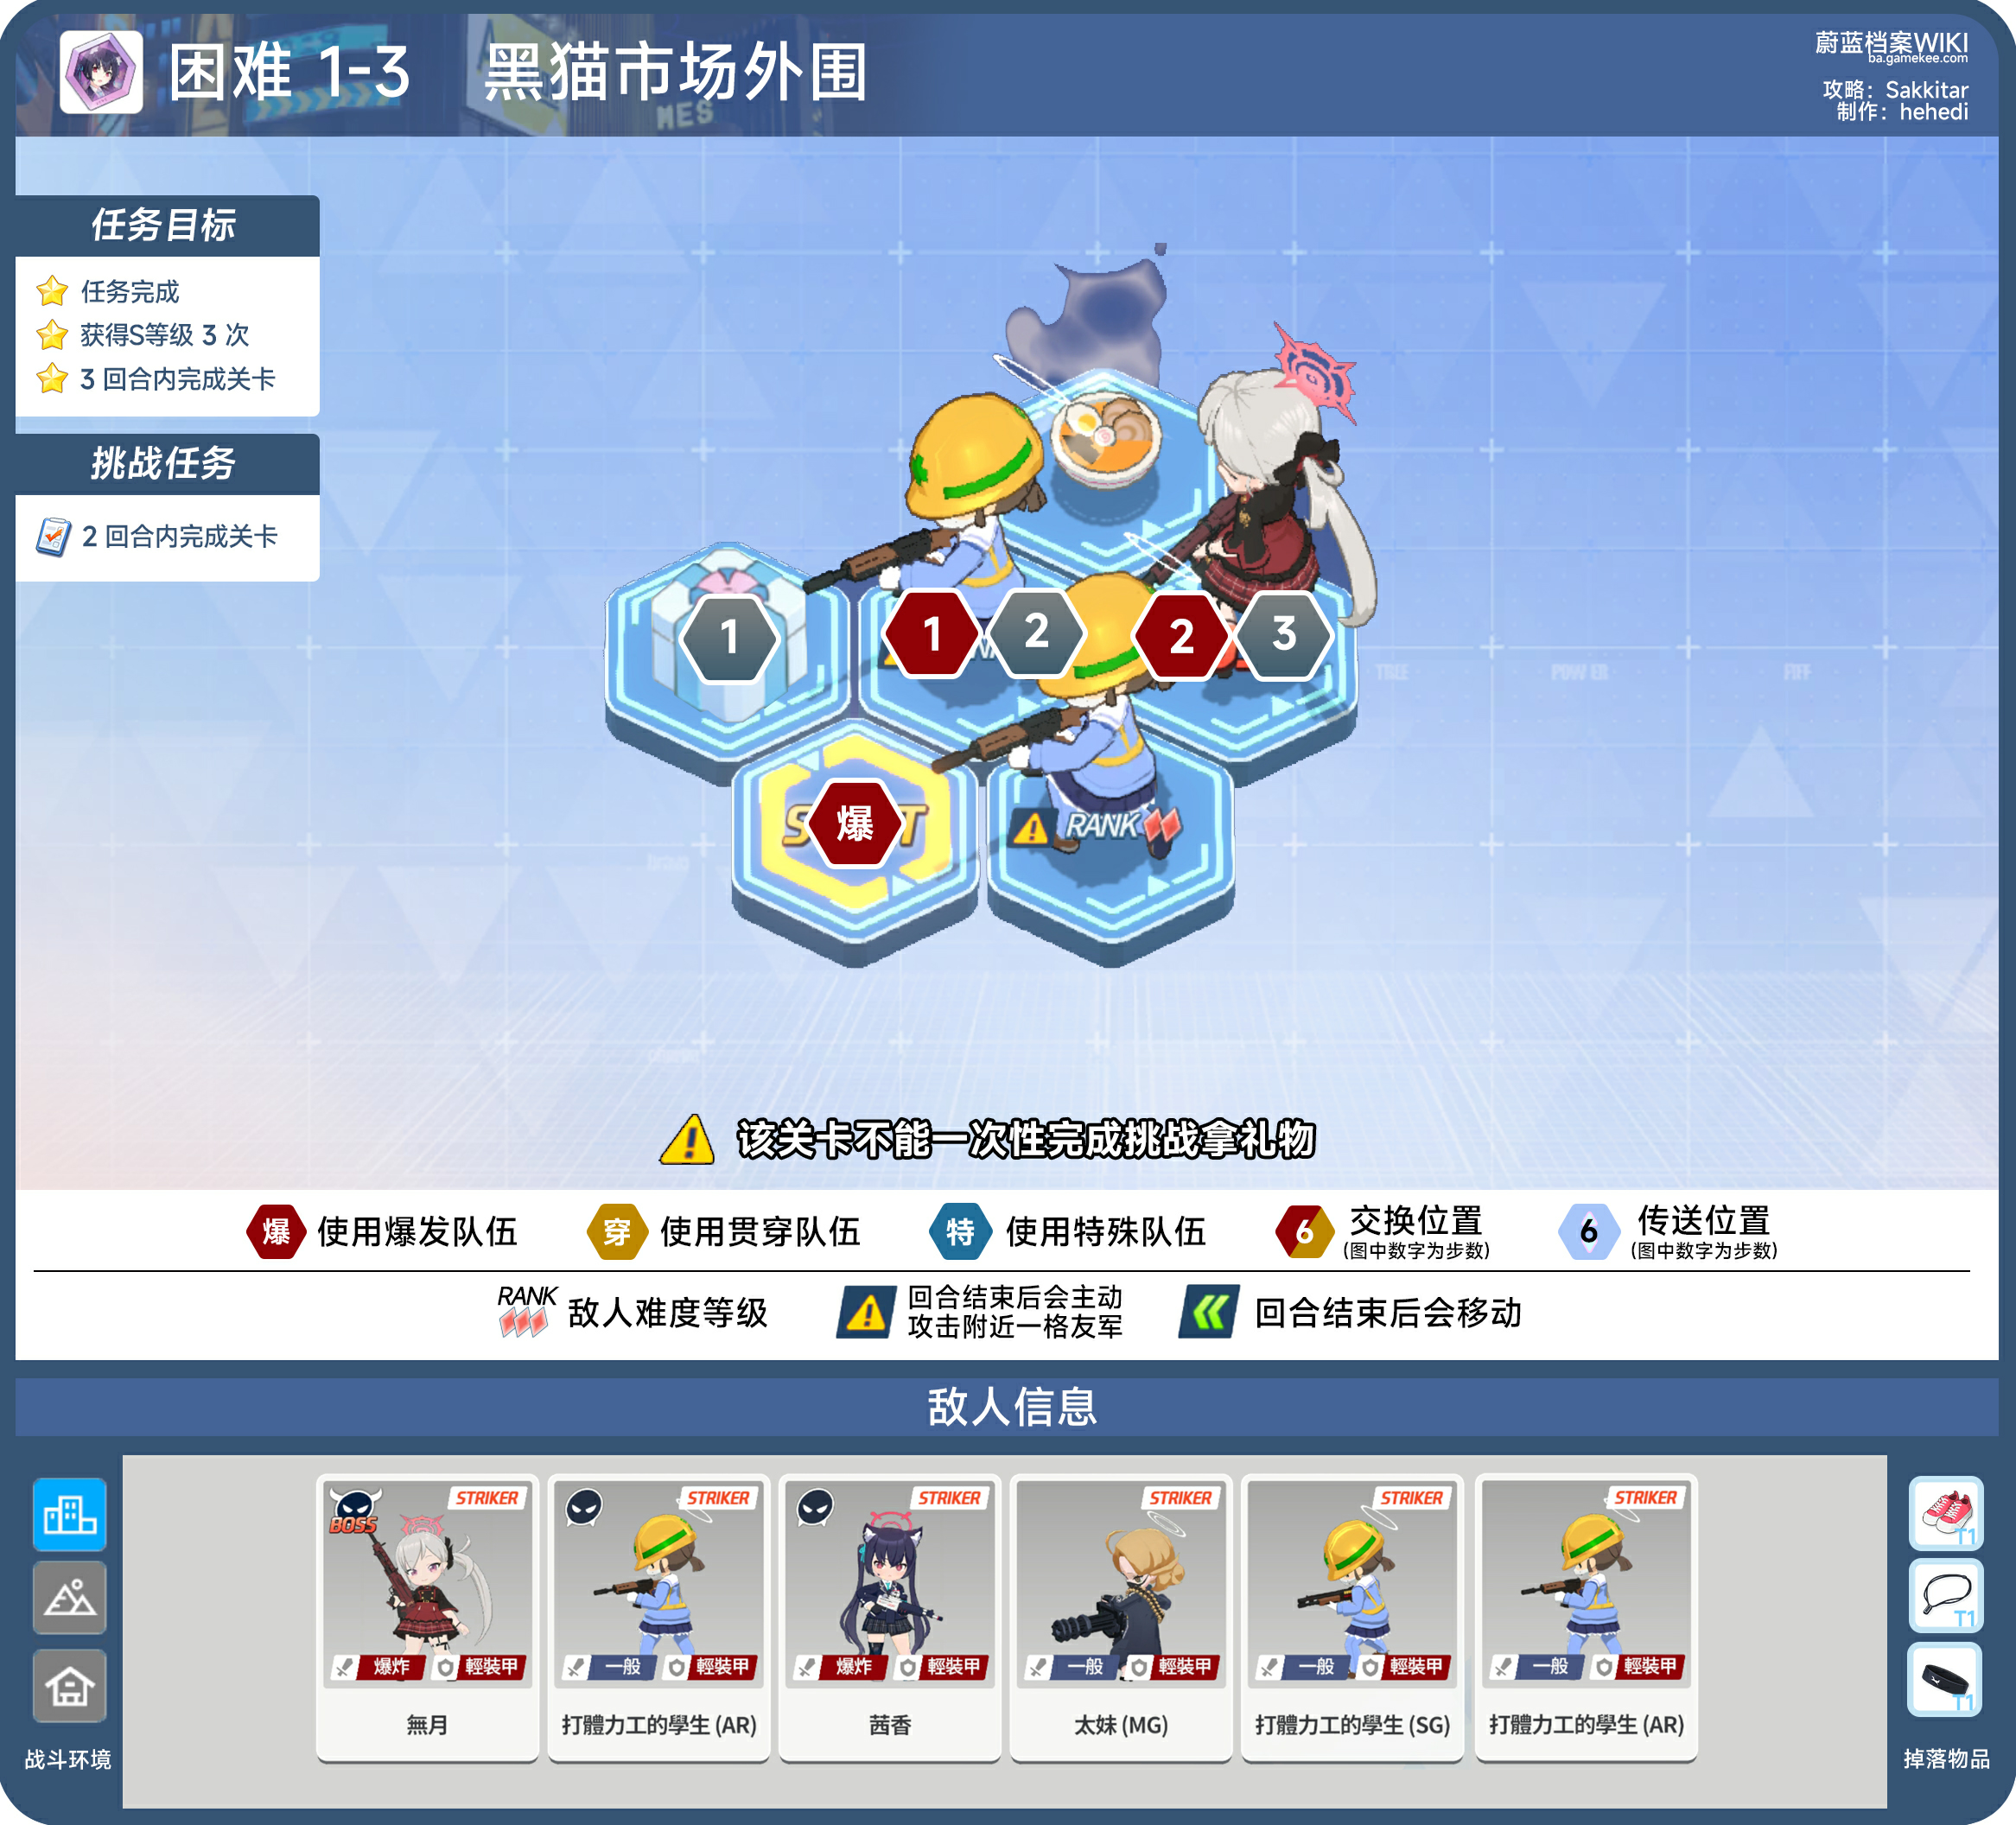 困难 1-3 黑猫市场外围
MES
蔚蓝档案WIKI
ba.gamekee.com
攻略：Sakkitar
制作：hehedi
任务目标
任务完成
获得S等级 3 次
3 回合内完成关卡
挑战任务
2 回合内完成关卡
1
1
2
2
3
爆
RANK
该关卡不能一次性完成挑战拿礼物
爆 使用爆发队伍
穿 使用贯穿队伍
特 使用特殊队伍
6 交换位置
(图中数字为步数)
6 传送位置
(图中数字为步数)
RANK 敌人难度等级
回合结束后会主动
攻击附近一格友军
回合结束后会移动
敌人信息
战斗环境
BOSS
STRIKER
爆炸 輕裝甲
無月
STRIKER
一般 輕裝甲
打體力工的學生 (AR)
STRIKER
爆炸 輕裝甲
茜香
STRIKER
一般 輕裝甲
太妹 (MG)
STRIKER
一般 輕裝甲
打體力工的學生 (SG)
STRIKER
一般 輕裝甲
打體力工的學生 (AR)
T1
T1
T1
掉落物品